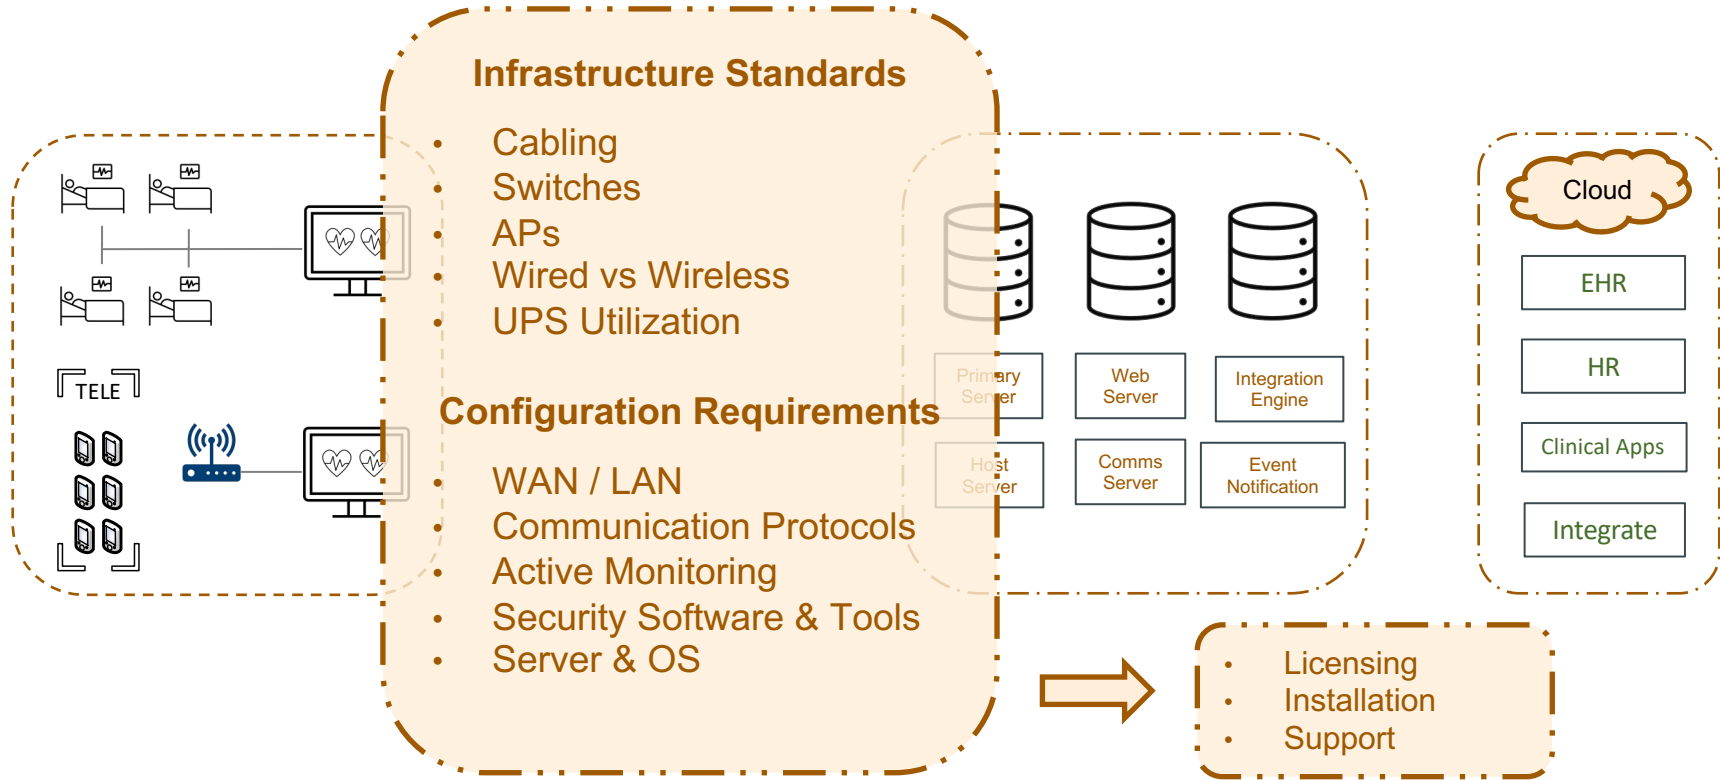 Infrastructure Standards
• Cabling
• Switches
• APs
• Wired vs Wireless
• UPS Utilization
Configuration Requirements
• WAN / LAN
• Communication Protocols
• Active Monitoring
• Security Software & Tools
• Server & OS
TELE
Primary
Server
Web
Server
Integration
Engine
Host
Server
Comms
Server
Event
Notification
Cloud
EHR
HR
Clinical Apps
Integrate
• Licensing
• Installation
• Support